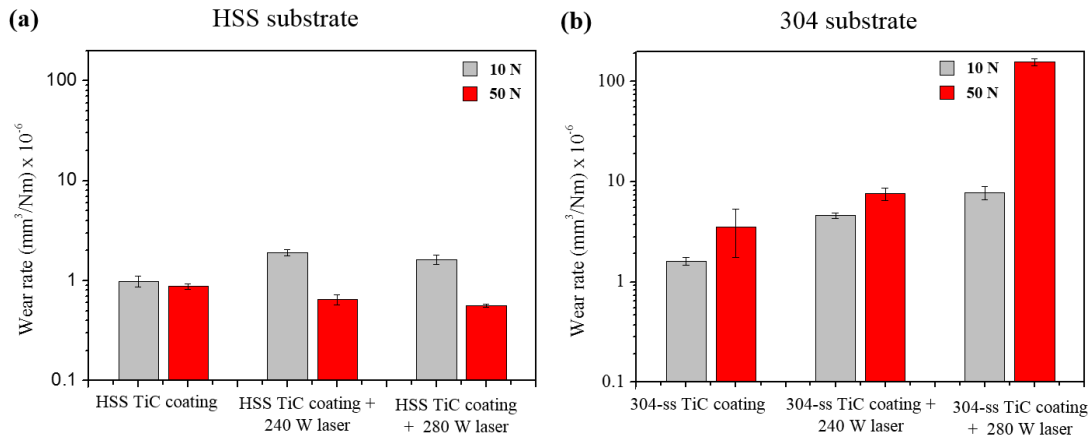 (a)
HSS substrate
10 N
50 N
100
10
1
0.1
Wear rate (mm³/Nm) x 10⁻⁶
HSS TiC coating
HSS TiC coating +
240 W laser
HSS TiC coating
+ 280 W laser
(b)
304 substrate
10 N
50 N
100
10
1
0.1
Wear rate (mm³/Nm) x 10⁻⁶
304-ss TiC coating
304-ss TiC coating +
240 W laser
304-ss TiC coating
+ 280 W laser